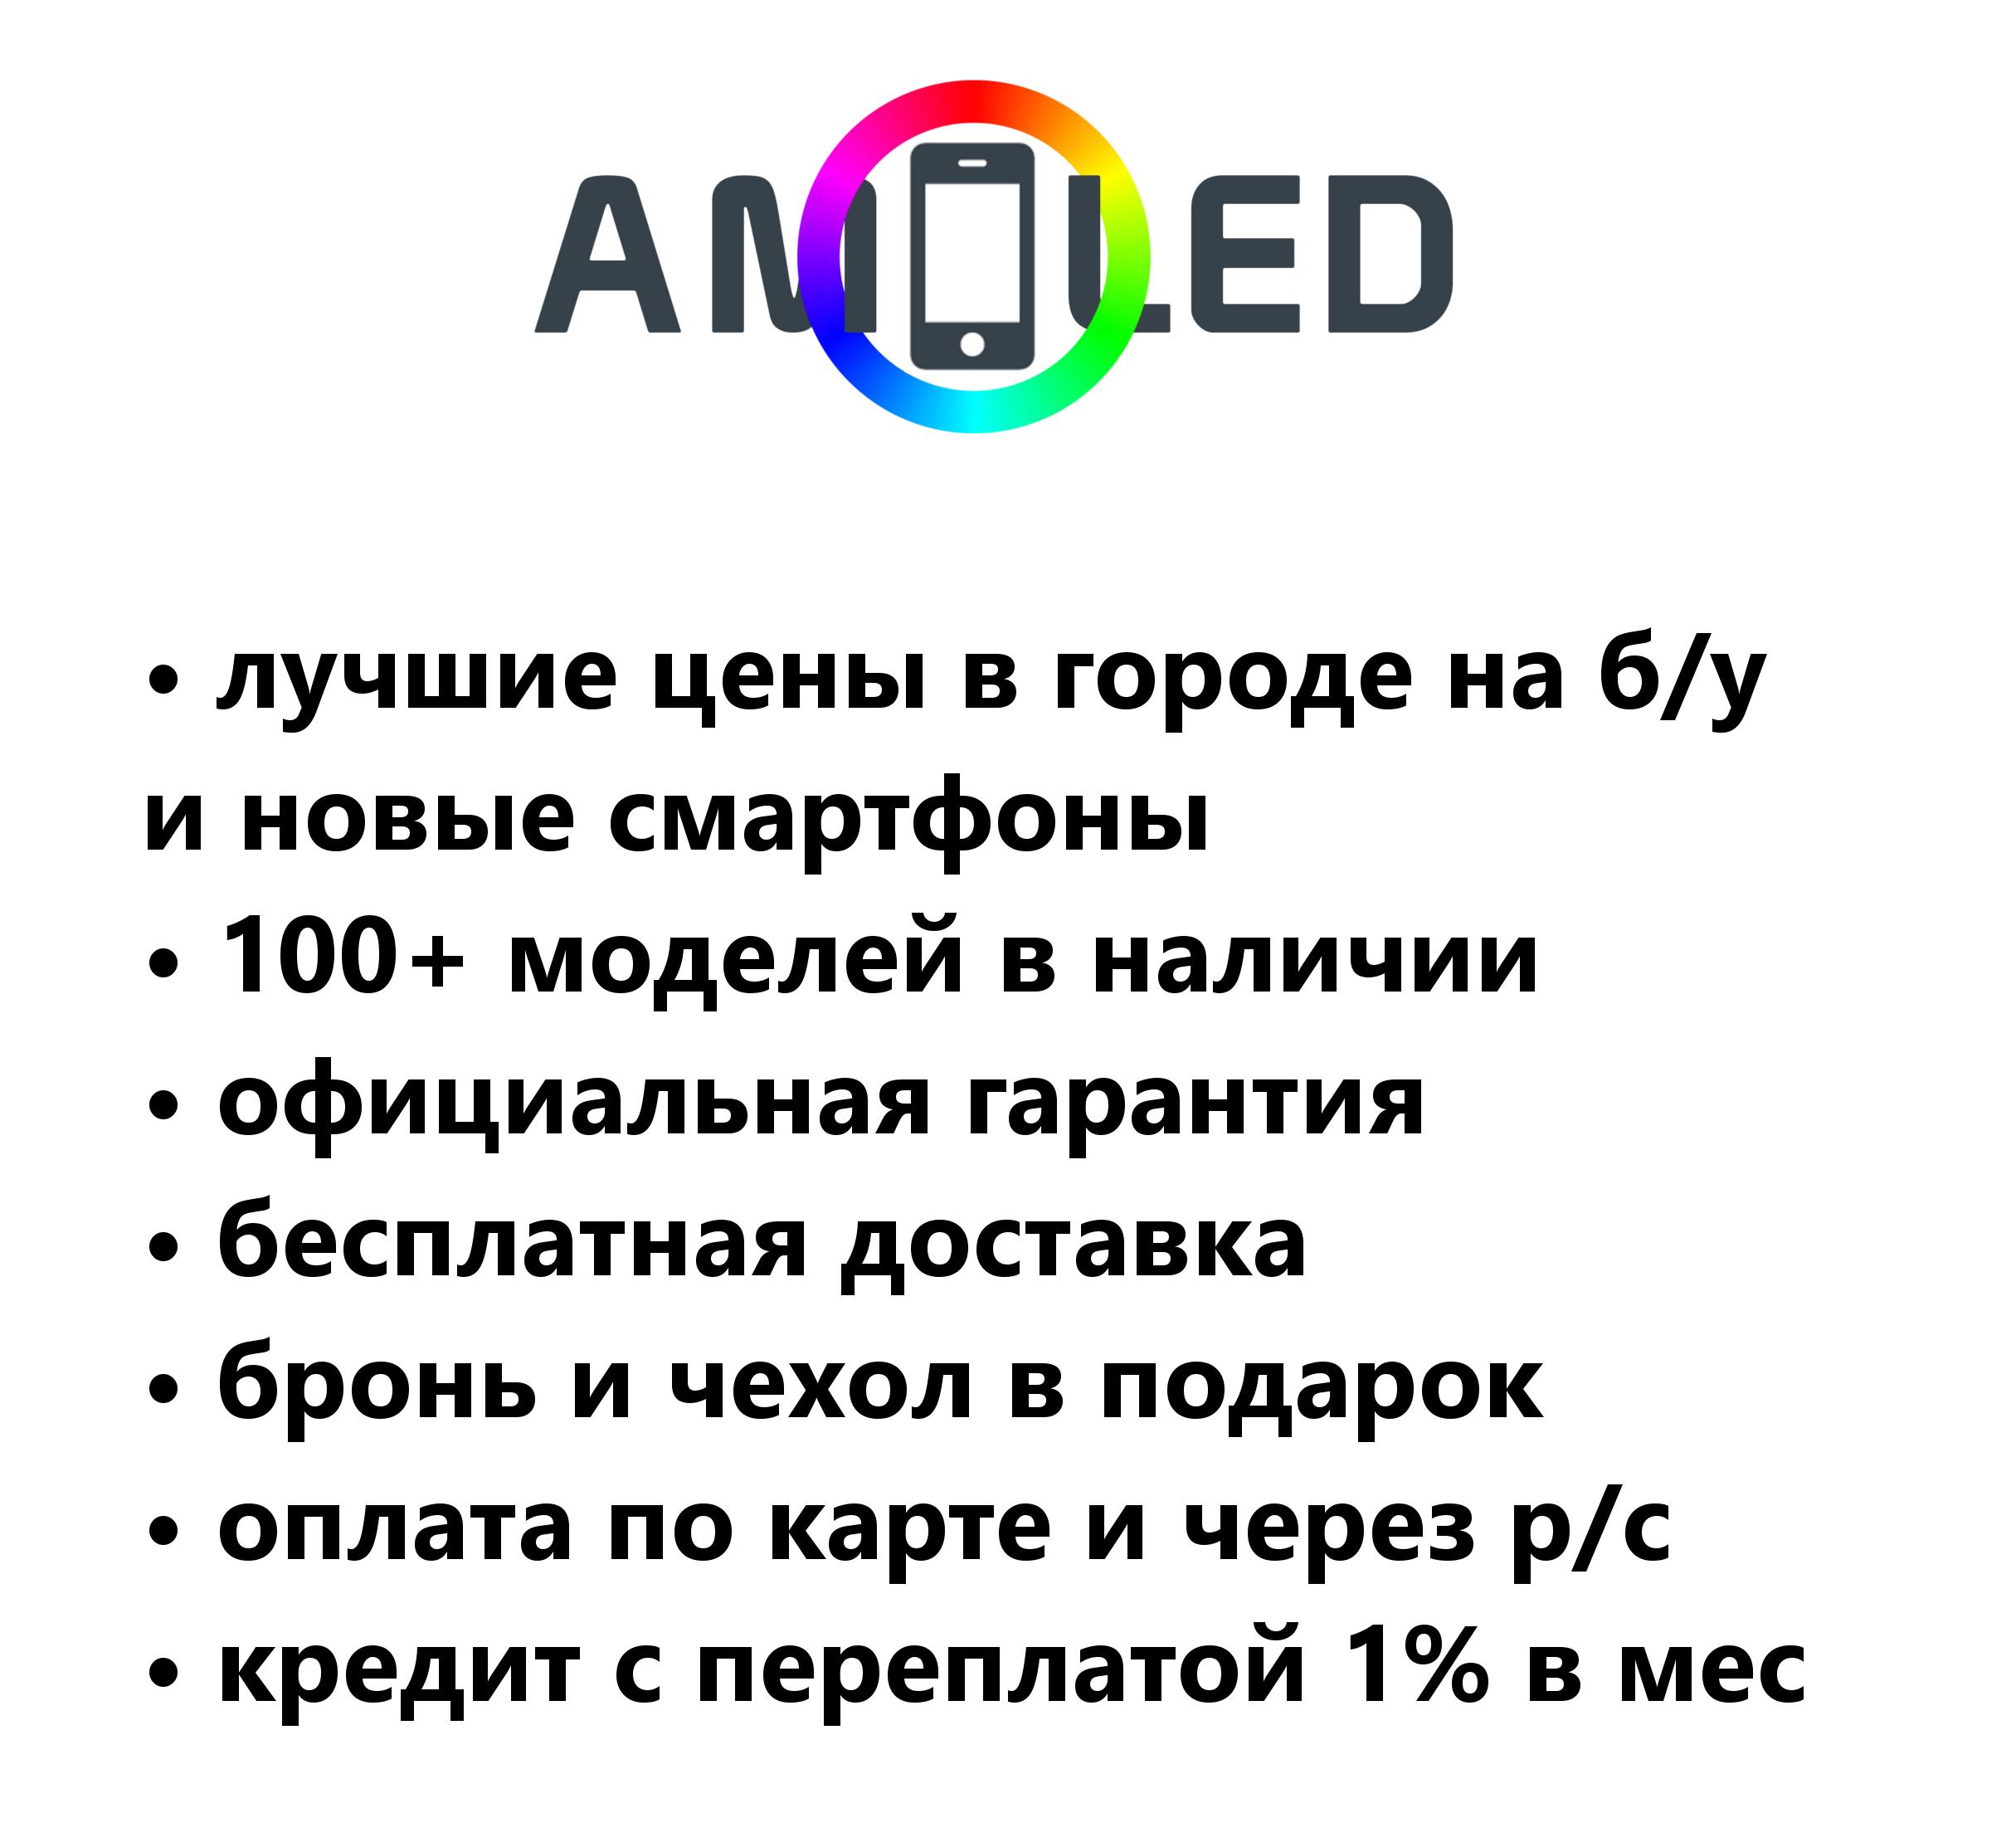 AMOLED
• лучшие цены в городе на б/у
и новые смартфоны
• 100+ моделей в наличии
• официальная гарантия
• бесплатная доставка
• бронь и чехол в подарок
• оплата по карте и через р/с
• кредит с переплатой 1% в мес